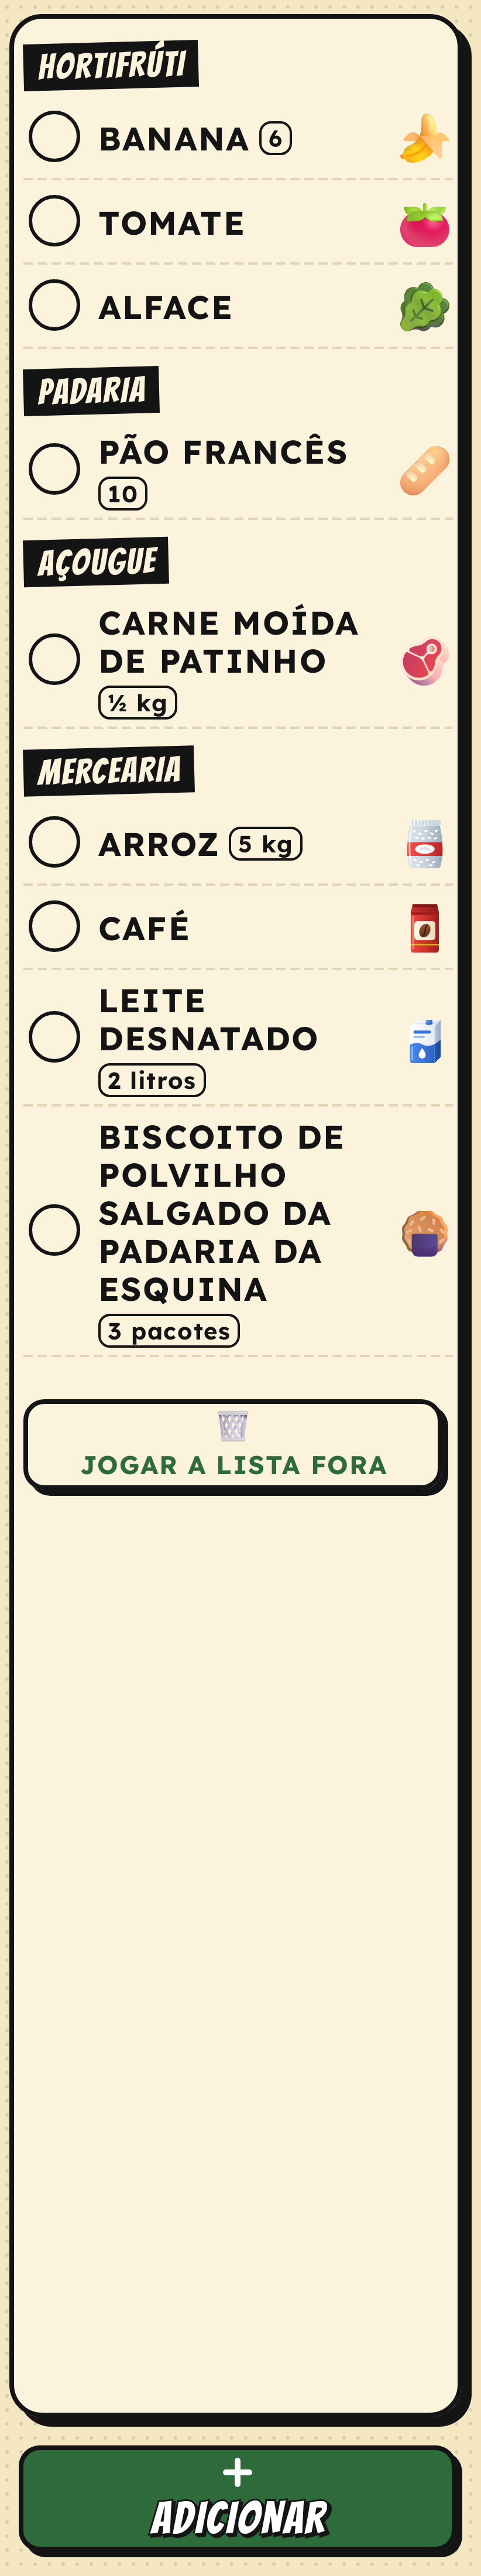 HORTIFRÚTI
BANANA 6
TOMATE
ALFACE
PADARIA
PÃO FRANCÊS
10
AÇOUGUE
CARNE MOÍDA
DE PATINHO
½ kg
MERCEARIA
ARROZ 5 kg
CAFÉ
LEITE
DESNATADO
2 litros
BISCOITO DE
POLVILHO
SALGADO DA
PADARIA DA
ESQUINA
3 pacotes
JOGAR A LISTA FORA
ADICIONAR